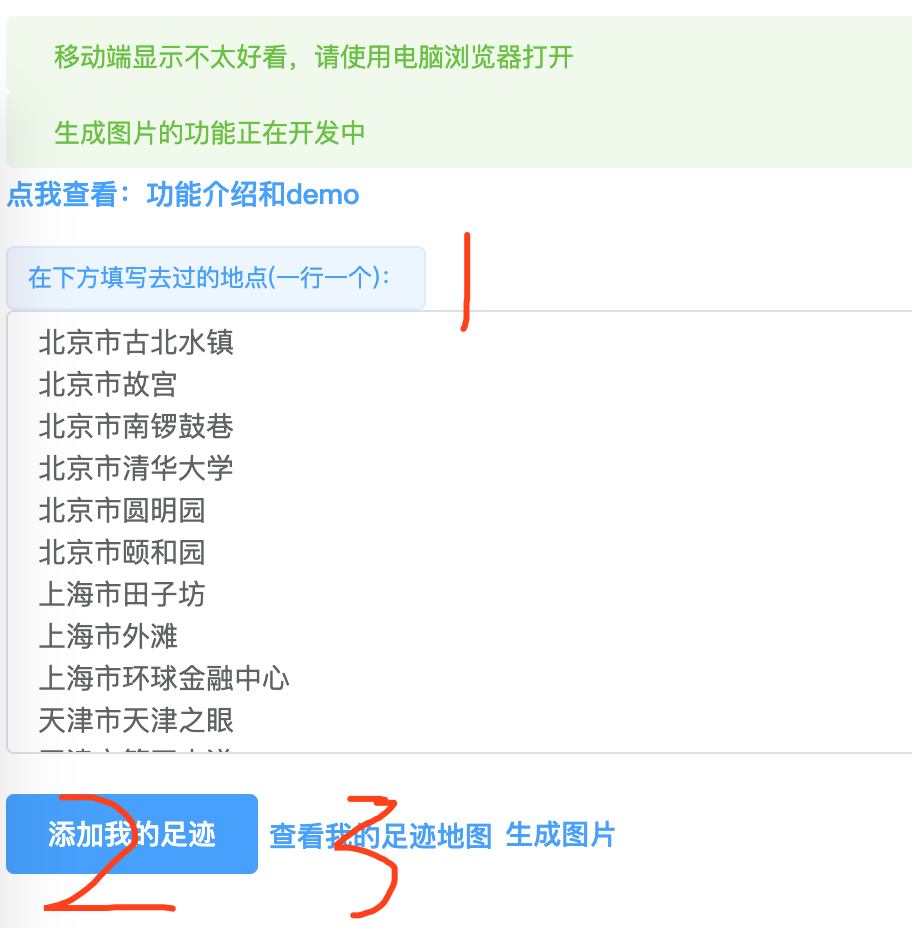 移动端显示不太好看，请使用电脑浏览器打开
生成图片的功能正在开发中
点我查看：功能介绍和demo
在下方填写去过的地点(一行一个)：
1
北京市古北水镇
北京市故宫
北京市南锣鼓巷
北京市清华大学
北京市圆明园
北京市颐和园
上海市田子坊
上海市外滩
上海市环球金融中心
天津市天津之眼
添加我的足迹 查看我的足迹地图 生成图片
2 3